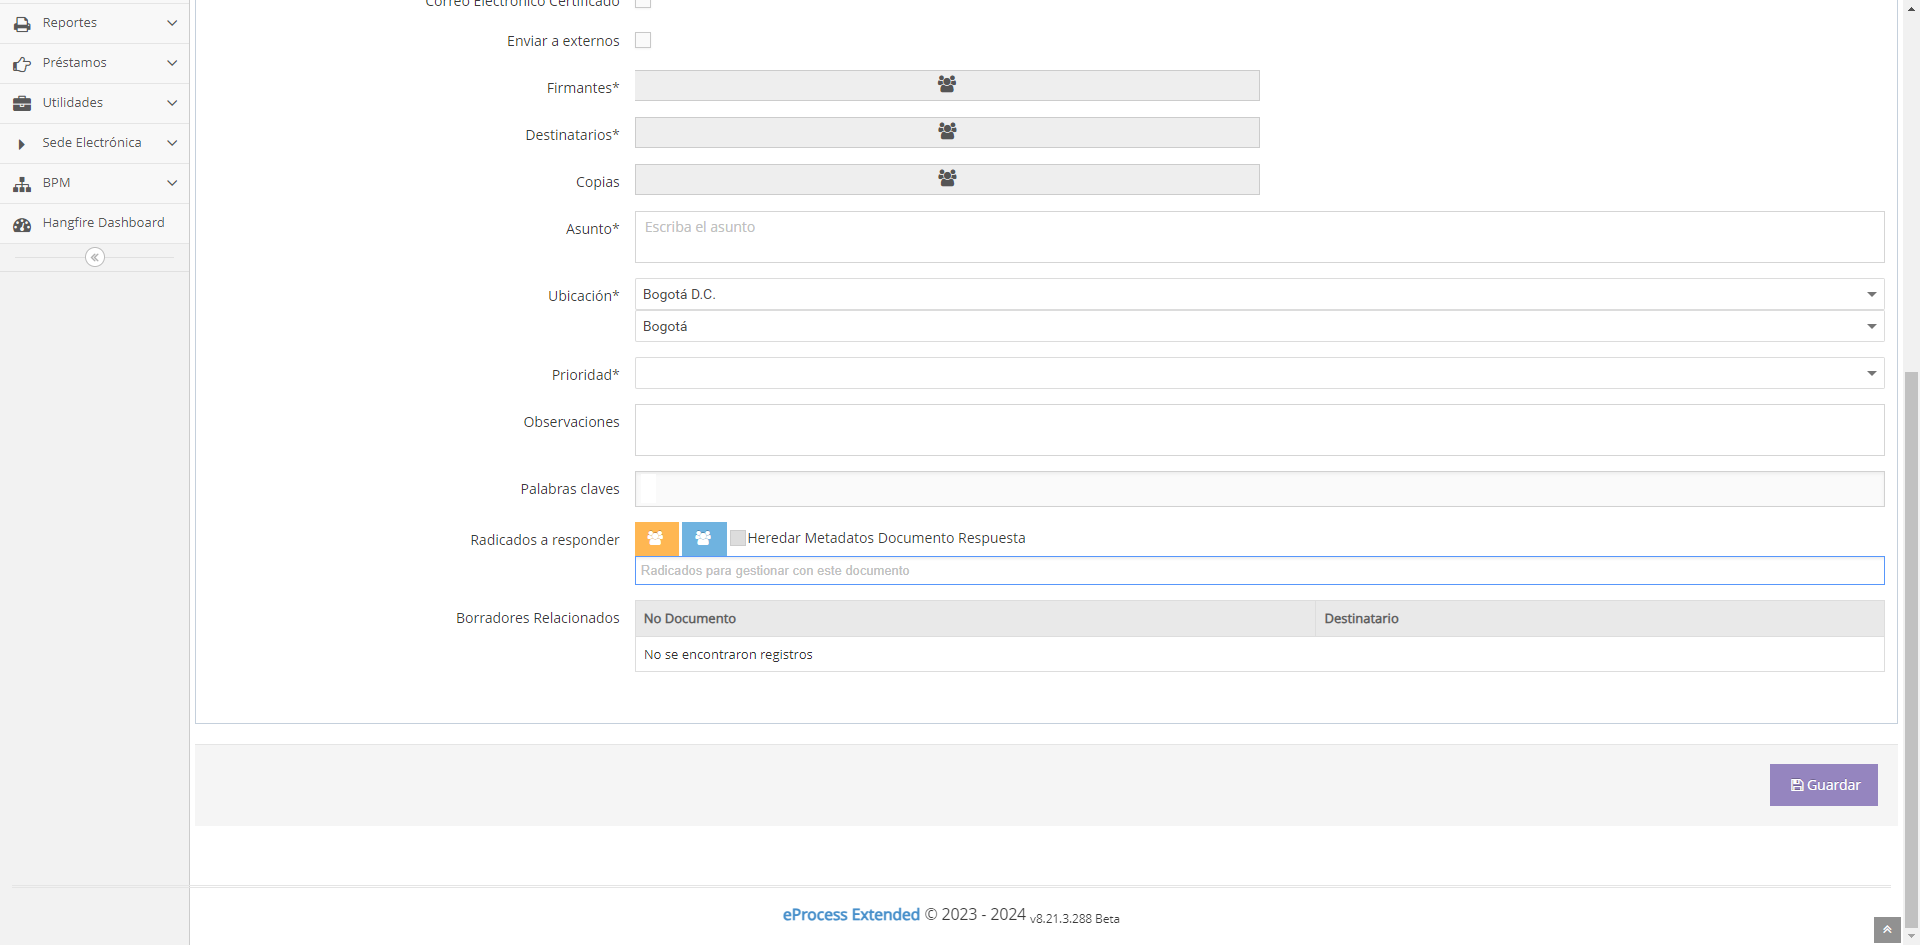 Reportes
Préstamos
Utilidades
Sede Electrónica
BPM
Hangfire Dashboard
Correo Electrónico Certificado
Enviar a externos
Firmantes*
Destinatarios*
Copias
Asunto*
Escriba el asunto
Ubicación*
Bogotá D.C.
Bogotá
Prioridad*
Observaciones
Palabras claves
Radicados a responder
Heredar Metadatos Documento Respuesta
Radicados para gestionar con este documento
Borradores Relacionados
No Documento
Destinatario
No se encontraron registros
Guardar
eProcess Extended © 2023 - 2024 v8.21.3.288 Beta